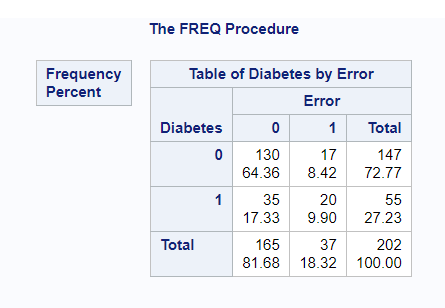 The FREQ Procedure
Frequency
Percent
Table of Diabetes by Error
Error
Diabetes 0 1 Total
0 130 17 147
64.36 8.42 72.77
1 35 20 55
17.33 9.90 27.23
Total 165 37 202
81.68 18.32 100.00